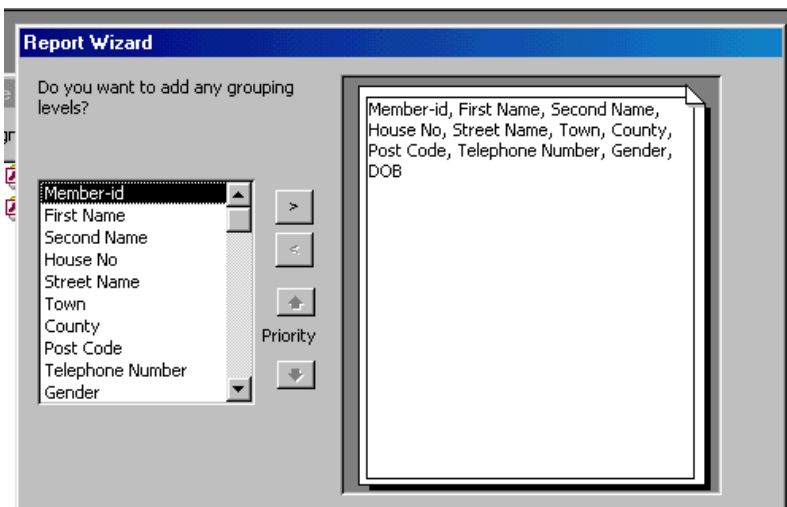 Report Wizard
Do you want to add any grouping
levels?
Member-id
First Name
Second Name
House No
Street Name
Town
County
Post Code
Telephone Number
Gender
>
<
Priority
Member-id, First Name, Second Name,
House No, Street Name, Town, County,
Post Code, Telephone Number, Gender,
DOB